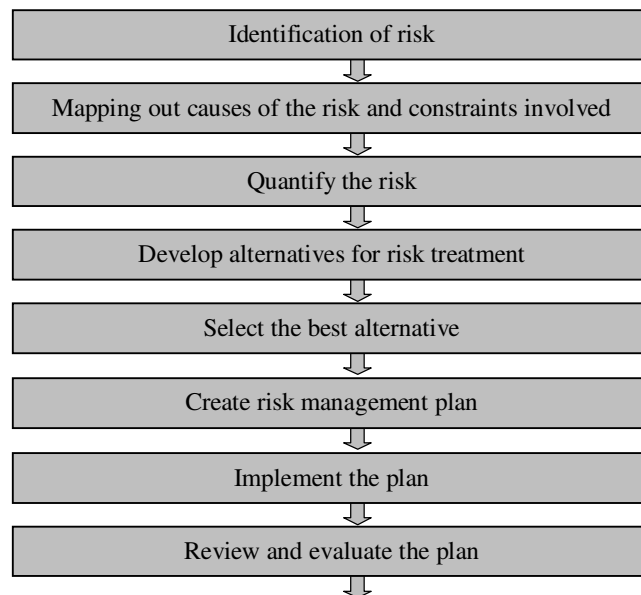 Identification of risk
Mapping out causes of the risk and constraints involved
Quantify the risk
Develop alternatives for risk treatment
Select the best alternative
Create risk management plan
Implement the plan
Review and evaluate the plan